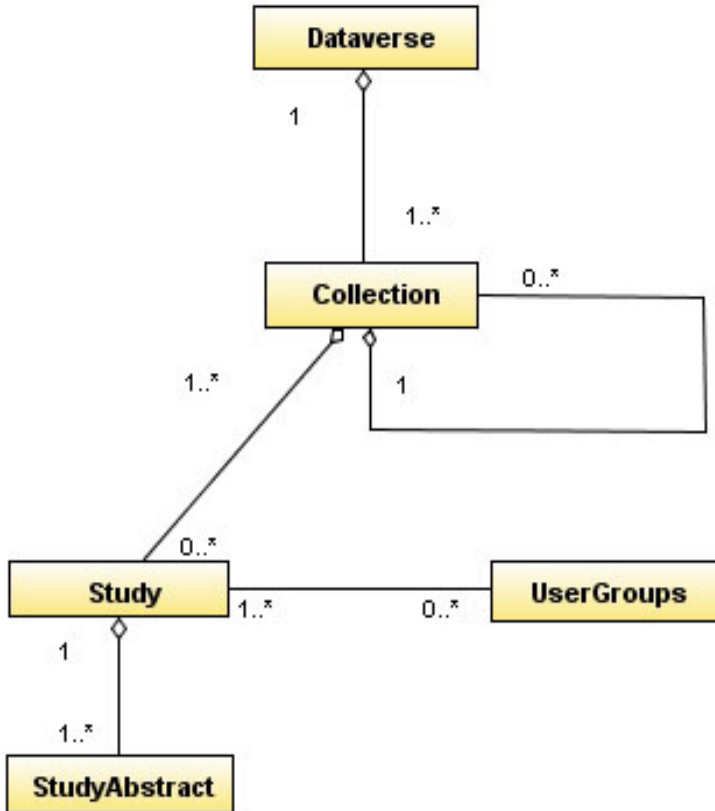 Dataverse
1
1..*
Collection
0..*
1..*
1
0..*
Study
1..*
0..*
UserGroups
1
1..*
StudyAbstract